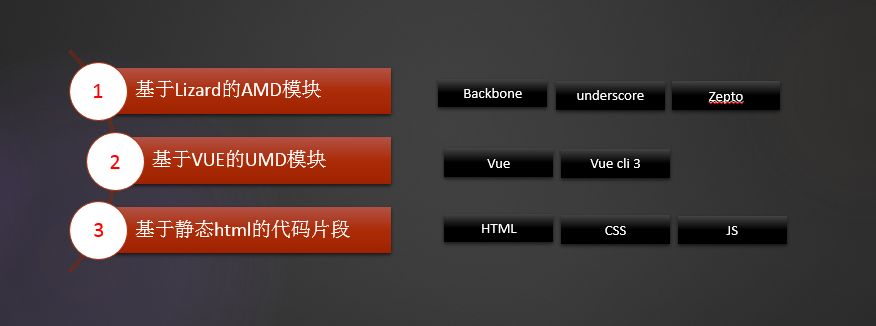 1 基于Lizard的AMD模块 Backbone underscore Zepto
2 基于VUE的UMD模块 Vue Vue cli 3
3 基于静态html的代码片段 HTML CSS JS